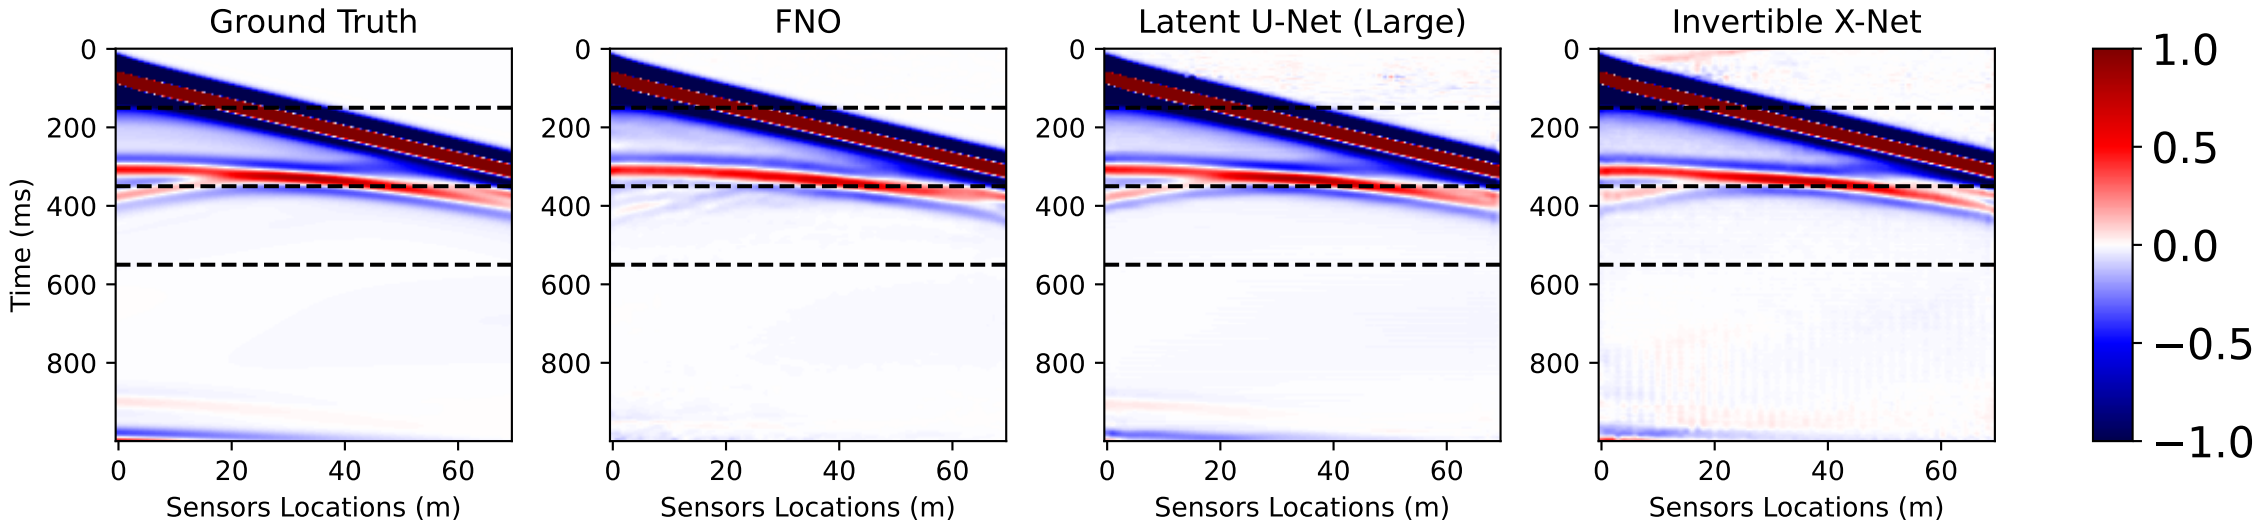 Ground Truth
FNO
Latent U-Net (Large)
Invertible X-Net
Time (ms)
0
200
400
600
800
0 20 40 60
Sensors Locations (m)
0
200
400
600
800
0 20 40 60
Sensors Locations (m)
0
200
400
600
800
0 20 40 60
Sensors Locations (m)
0
200
400
600
800
0 20 40 60
Sensors Locations (m)
1.0
0.5
0.0
−0.5
−1.0